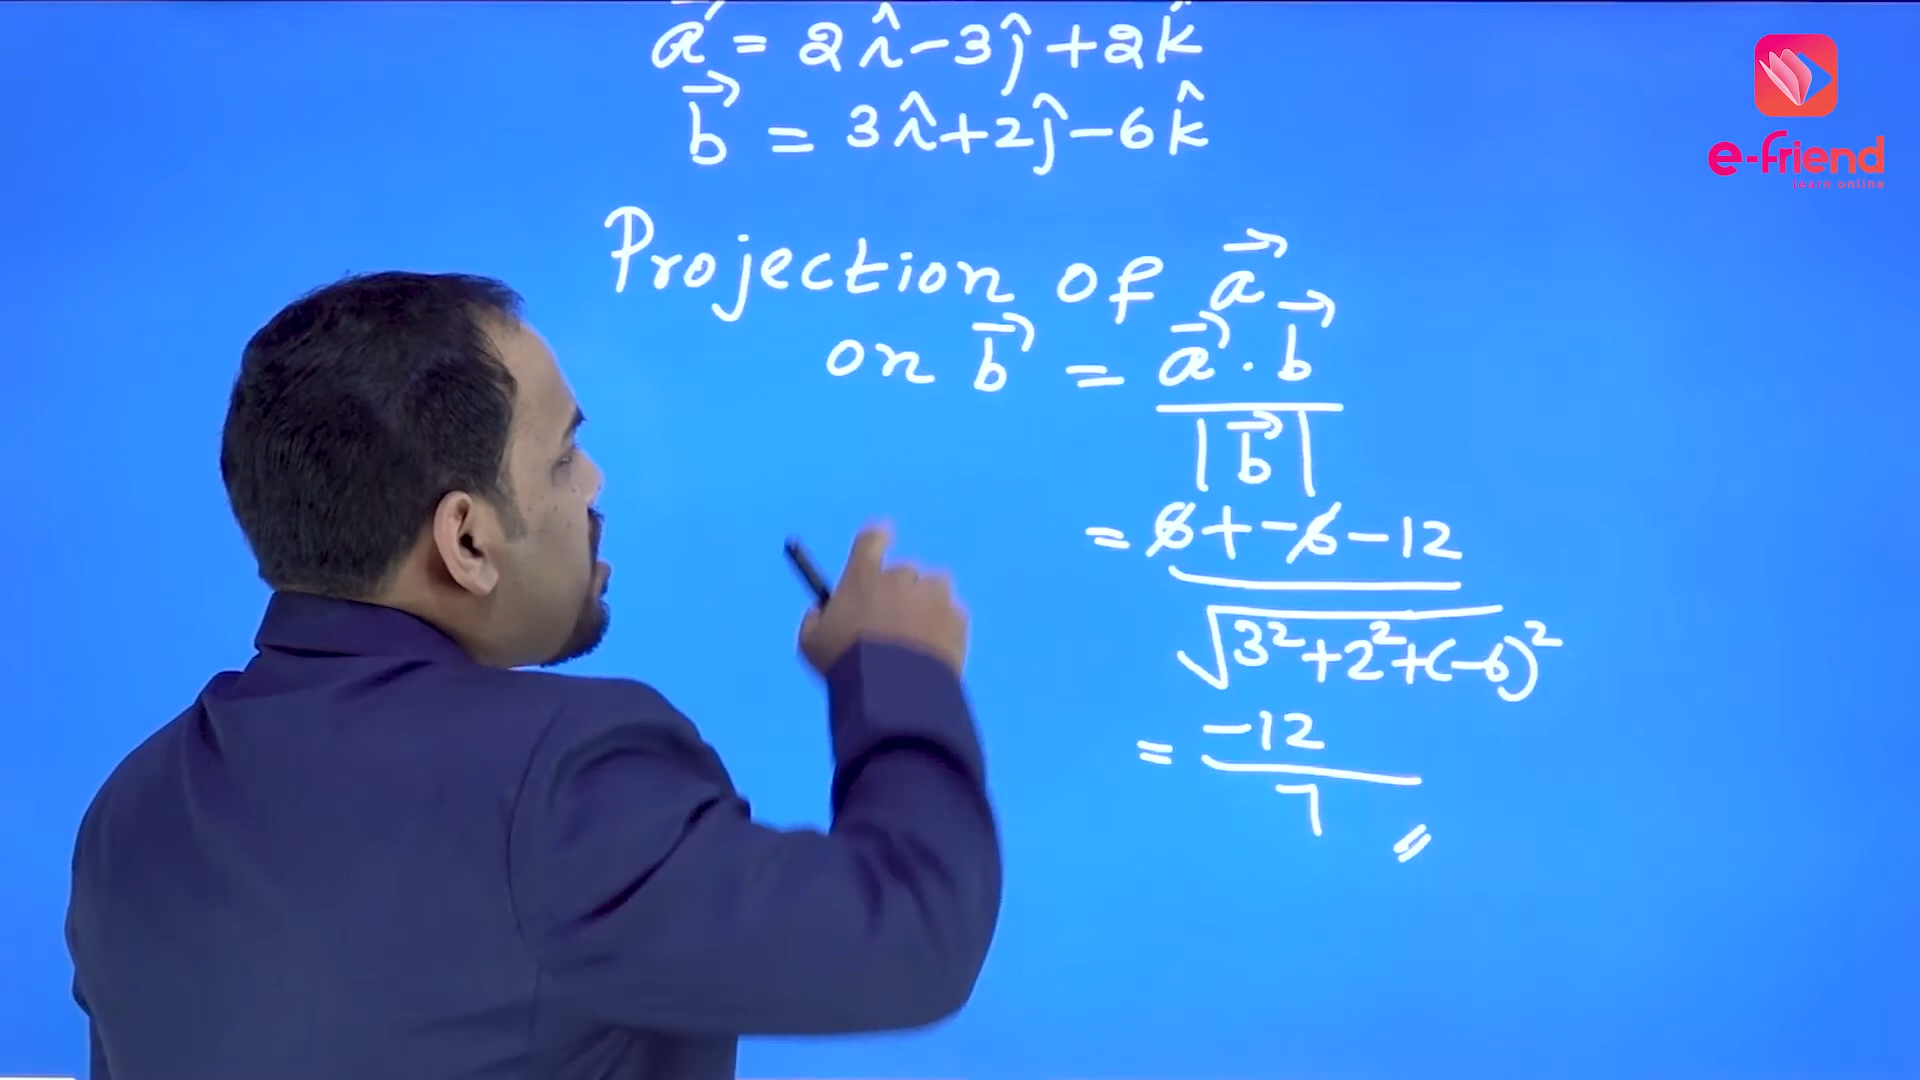 a⃗ = 2î-3ĵ+2k̂
b⃗ = 3î+2ĵ-6k̂
Projection of a⃗
on b⃗ = a⃗ . b⃗
|b⃗|
= 6+-6-12
√3²+2²+(-6)²
= -12
7
e-friend
learn online